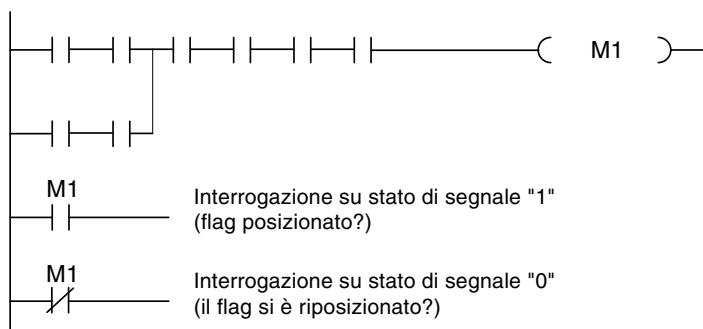 M1
M1
Interrogazione su stato di segnale "1"
(flag posizionato?)
M1
Interrogazione su stato di segnale "0"
(il flag si è riposizionato?)